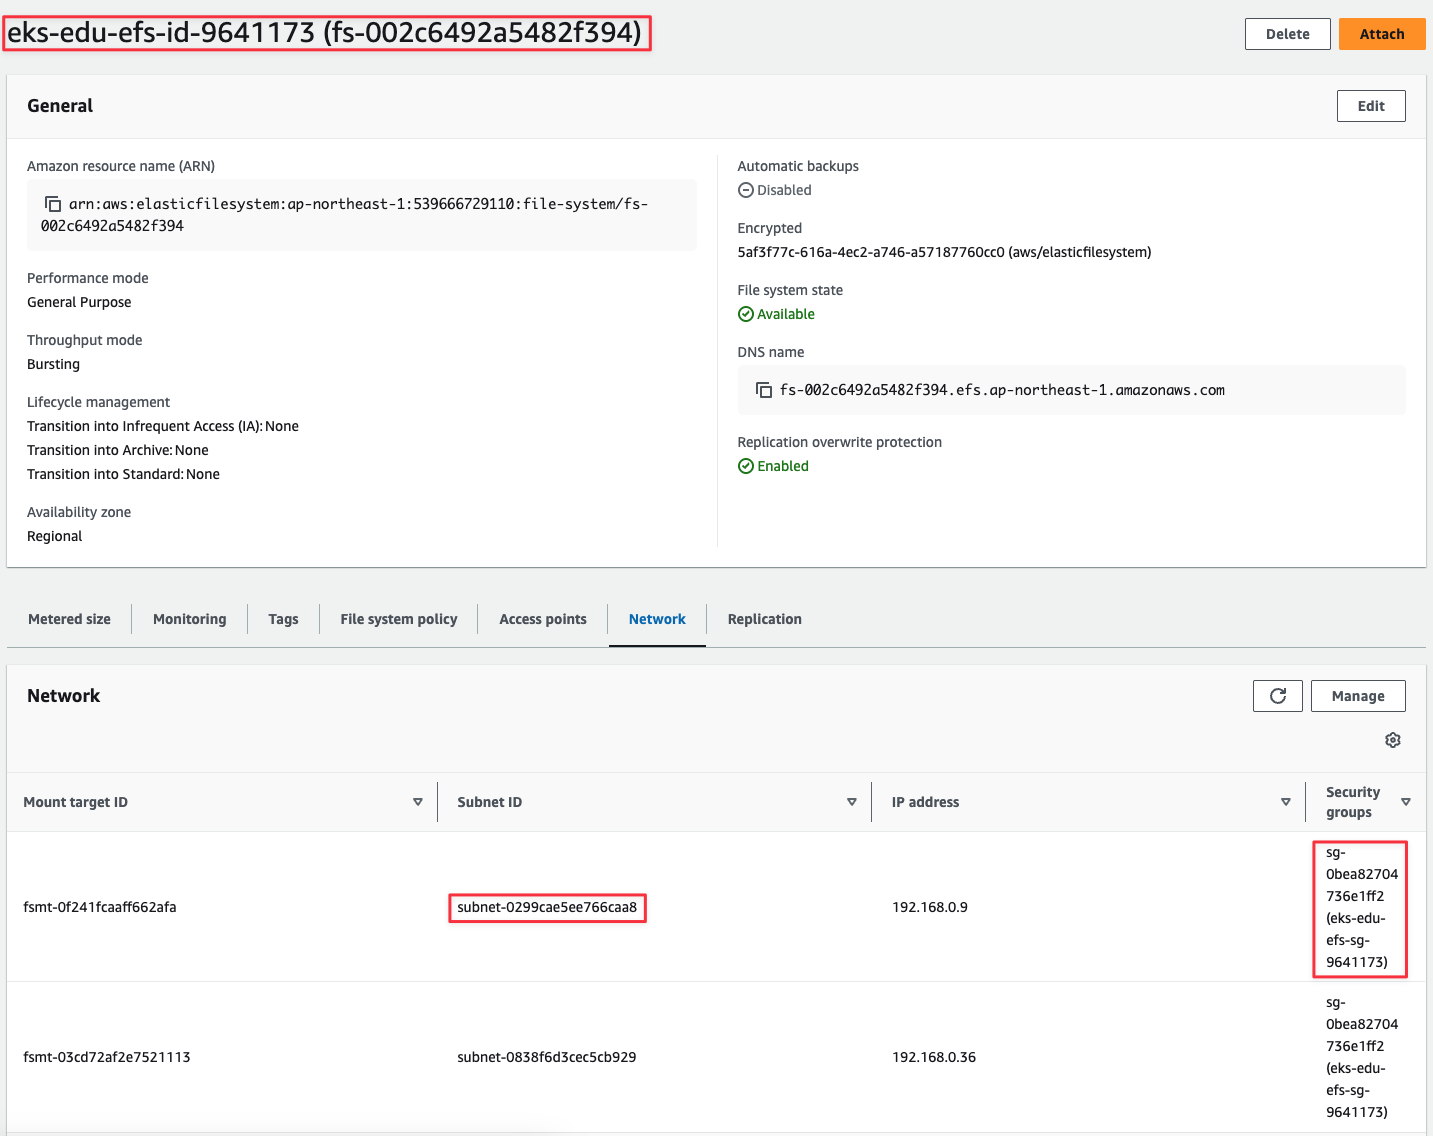 eks-edu-efs-id-9641173 (fs-002c6492a5482f394)
Delete
Attach
General
Edit
Amazon resource name (ARN)
arn:aws:elasticfilesystem:ap-northeast-1:539666729110:file-system/fs-
002c6492a5482f394
Performance mode
General Purpose
Throughput mode
Bursting
Lifecycle management
Transition into Infrequent Access (IA): None
Transition into Archive: None
Transition into Standard: None
Availability zone
Regional
Automatic backups
Disabled
Encrypted
5af3f77c-616a-4ec2-a746-a57187760cc0 (aws/elasticfilesystem)
File system state
Available
DNS name
fs-002c6492a5482f394.efs.ap-northeast-1.amazonaws.com
Replication overwrite protection
Enabled
Metered size
Monitoring
Tags
File system policy
Access points
Network
Replication
Network
Manage
Mount target ID
Subnet ID
IP address
Security
groups
fsmt-0f241fcaaff662afa
subnet-0299cae5ee766caa8
192.168.0.9
sg-
0bea82704
736e1ff2
(eks-edu-
efs-sg-
9641173)
fsmt-03cd72af2e7521113
subnet-0838f6d3cec5cb929
192.168.0.36
sg-
0bea82704
736e1ff2
(eks-edu-
efs-sg-
9641173)